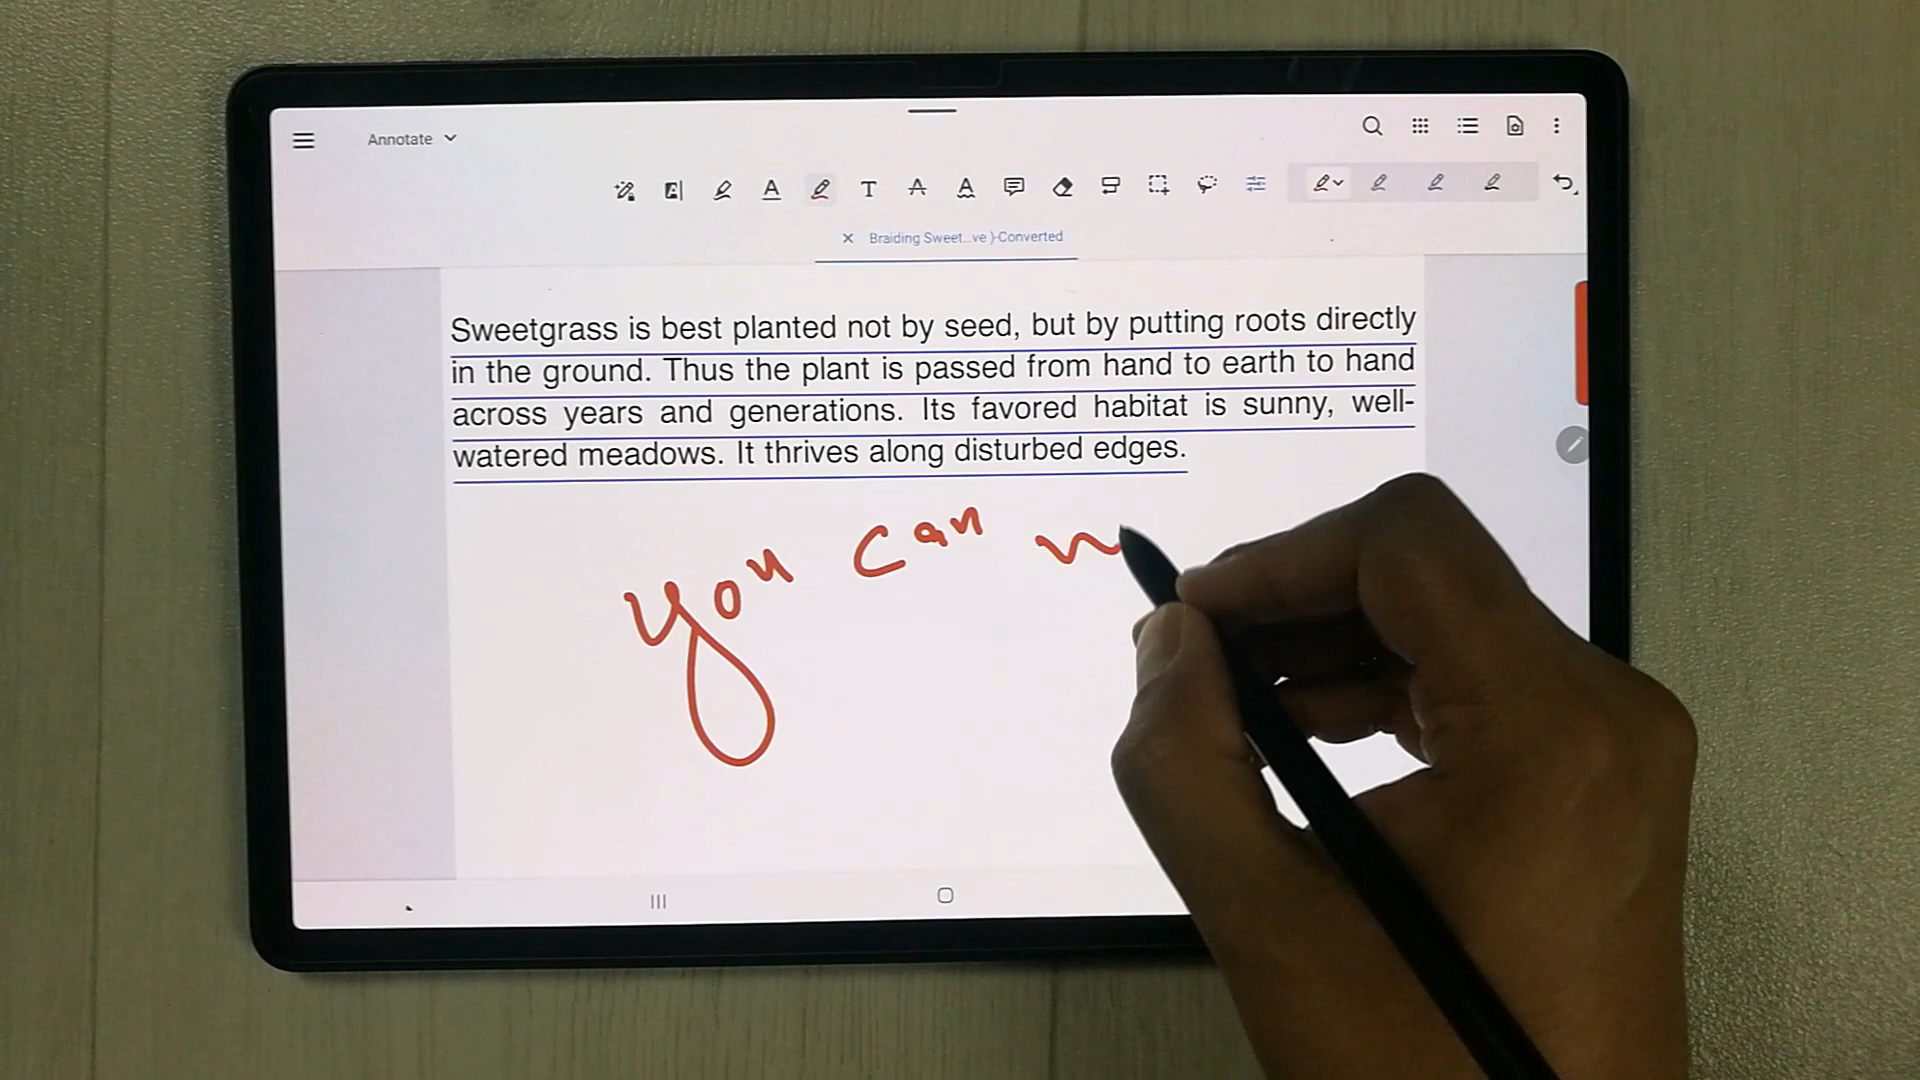 Annotate
Braiding Sweet...ve )-Converted
Sweetgrass is best planted not by seed, but by putting roots directly
in the ground. Thus the plant is passed from hand to earth to hand
across years and generations. Its favored habitat is sunny, well-
watered meadows. It thrives along disturbed edges.
You can